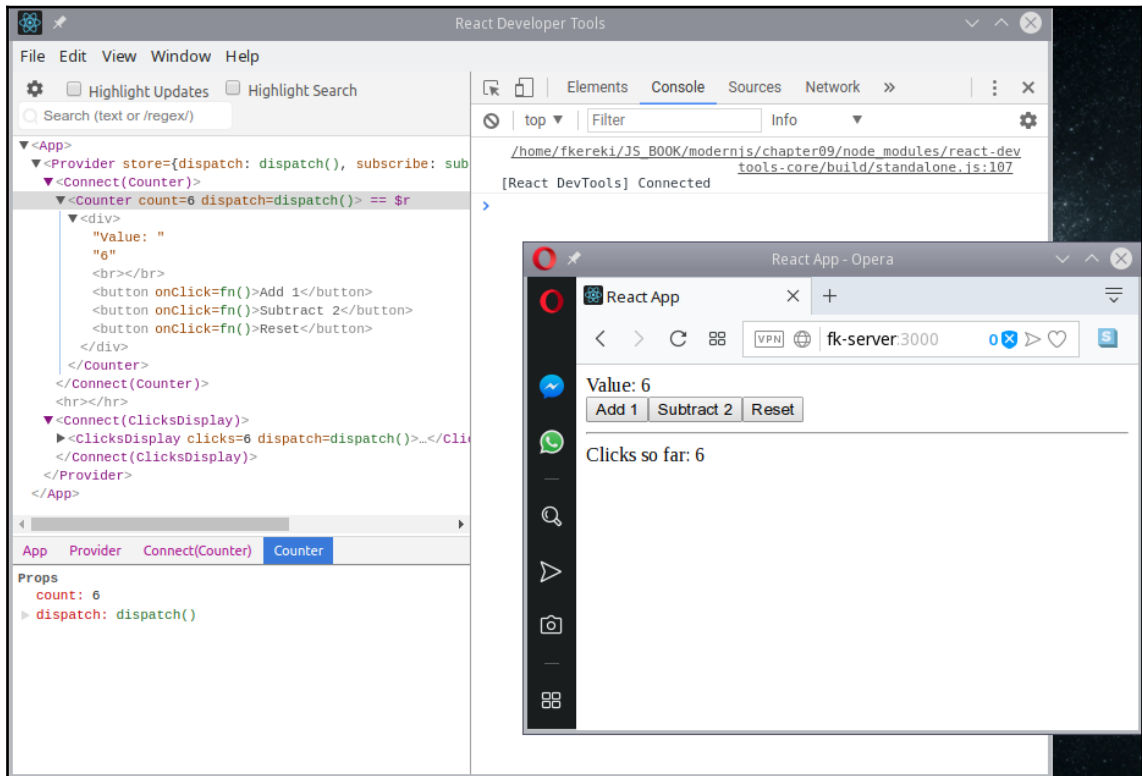 React Developer Tools
File Edit View Window Help
Highlight Updates Highlight Search
Search (text or /regex/)
▼<App>
▼<Provider store={dispatch: dispatch(), subscribe: sub
▼<Connect(Counter)>
▼<Counter count=6 dispatch=dispatch()> == $r
▼<div>
"Value: "
"6"
<br></br>
<button onClick=fn()>Add 1</button>
<button onClick=fn()>Subtract 2</button>
<button onClick=fn()>Reset</button>
</div>
</Counter>
</Connect(Counter)>
<hr></hr>
▼<Connect(ClicksDisplay)>
▶<ClicksDisplay clicks=6 dispatch=dispatch()>…</Cli
</Connect(ClicksDisplay)>
</Provider>
</App>
App Provider Connect(Counter) Counter
Props
count: 6
dispatch: dispatch()
Elements Console Sources Network »
top ▼ Filter Info ▼
/home/fkereki/JS_BOOK/modernjs/chapter09/node_modules/react-dev
tools-core/build/standalone.js:107
[React DevTools] Connected
>
React App - Opera
React App
VPN fk-server:3000 0 S
Value: 6
Add 1 Subtract 2 Reset
Clicks so far: 6